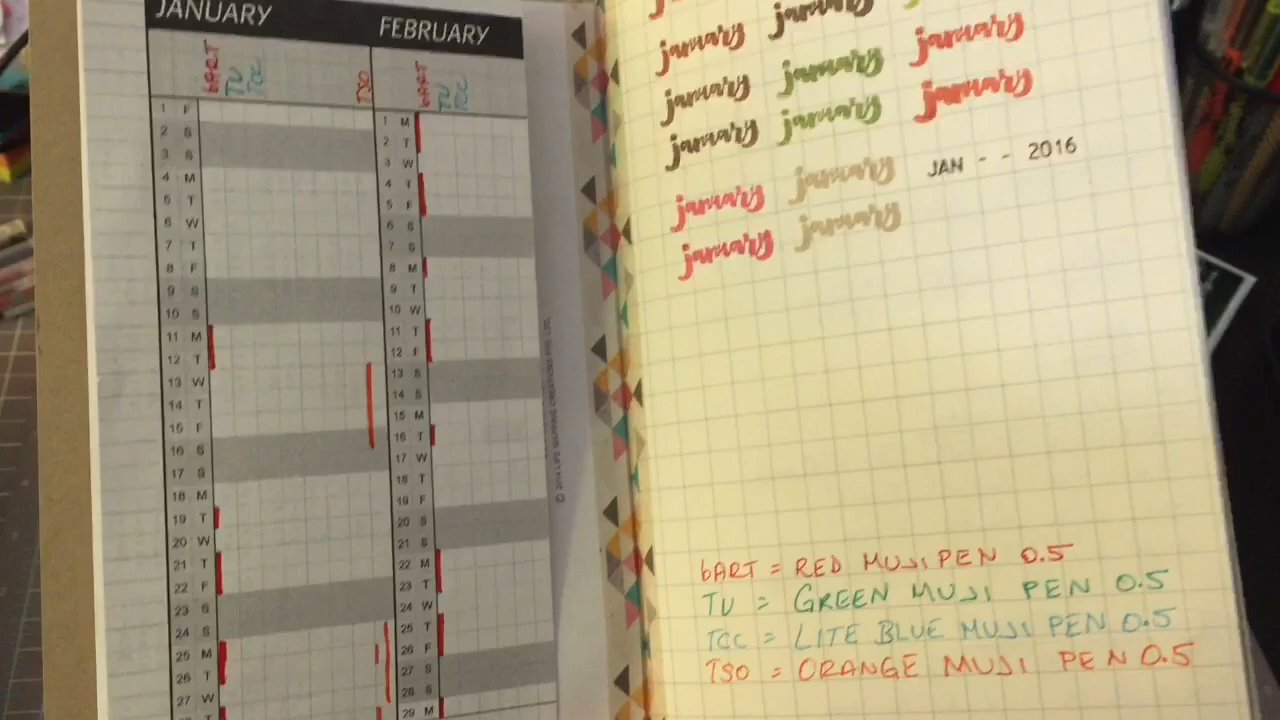 JANUARY
FEBRUARY
bART
TU
TCC
TSO
bART
TU
TCC
1 F
2 S
3 S
4 M
5 T
6 W
7 T
8 F
9 S
10 S
11 M
12 T
13 W
14 T
15 F
16 S
17 S
18 M
19 T
20 W
21 T
22 F
23 S
24 S
25 M
26 T
27 W
1 M
2 T
3 W
4 T
5 F
6 S
7 S
8 M
9 T
10 W
11 T
12 F
13 S
14 S
15 M
16 T
17 W
18 T
19 F
20 S
21 S
22 M
23 T
24 W
25 T
26 F
27 S
28 S
29 M
january
january
january
january
january
january
january
january
january
january
january
january
january
JAN - - 2016
bART = RED MUJI PEN 0.5
TU = GREEN MUJI PEN 0.5
TCC = LITE BLUE MUJI PEN 0.5
TSO = ORANGE MUJI PEN 0.5